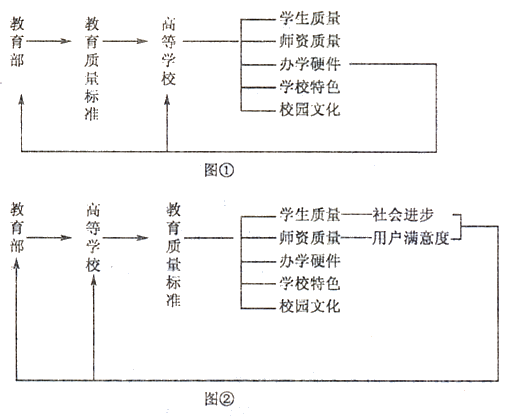 教育部
教育质量标准
高等学校
学生质量
师资质量
办学硬件
学校特色
校园文化
图①
教育部
高等学校
教育质量标准
学生质量 社会进步
师资质量 用户满意度
办学硬件
学校特色
校园文化
图②